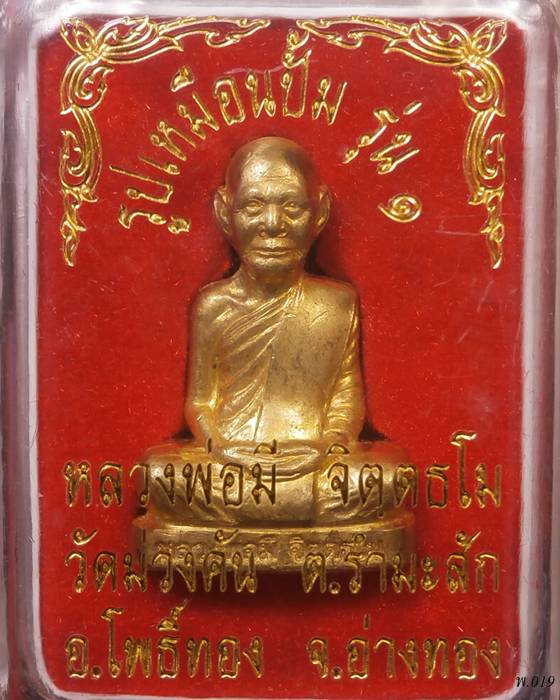 รูปเหมือนปั้ม รุ่น ๑
หลวงพ่อมี จิตฺตธโม
วัดม่วงคัน ต.รำมะสัก
อ.โพธิ์ทอง จ.อ่างทอง
พ.019